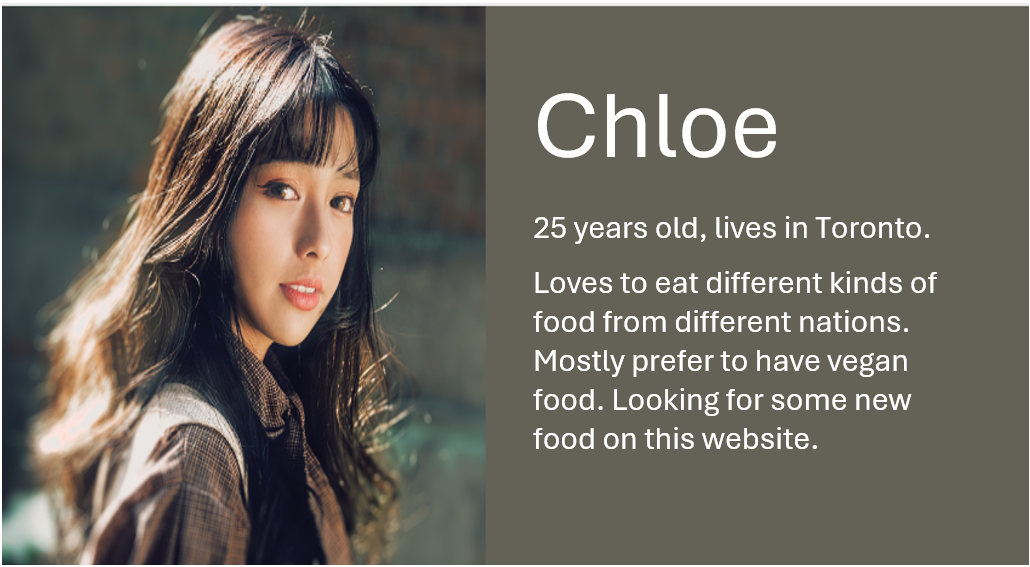 Chloe
25 years old, lives in Toronto.
Loves to eat different kinds of
food from different nations.
Mostly prefer to have vegan
food. Looking for some new
food on this website.